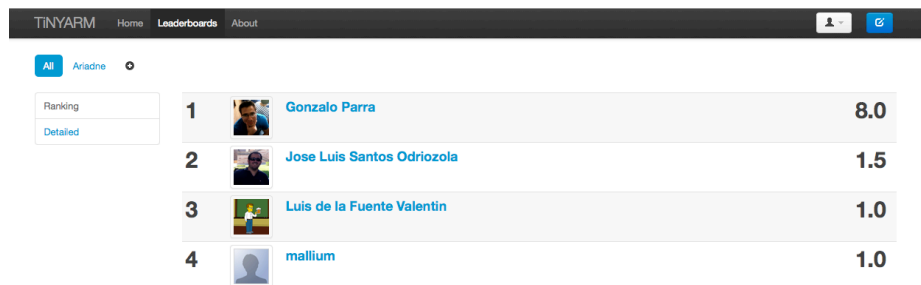 TiNYARM Home Leaderboards About
All Ariadne
Ranking
Detailed
1 Gonzalo Parra 8.0
2 Jose Luis Santos Odriozola 1.5
3 Luis de la Fuente Valentin 1.0
4 mallium 1.0